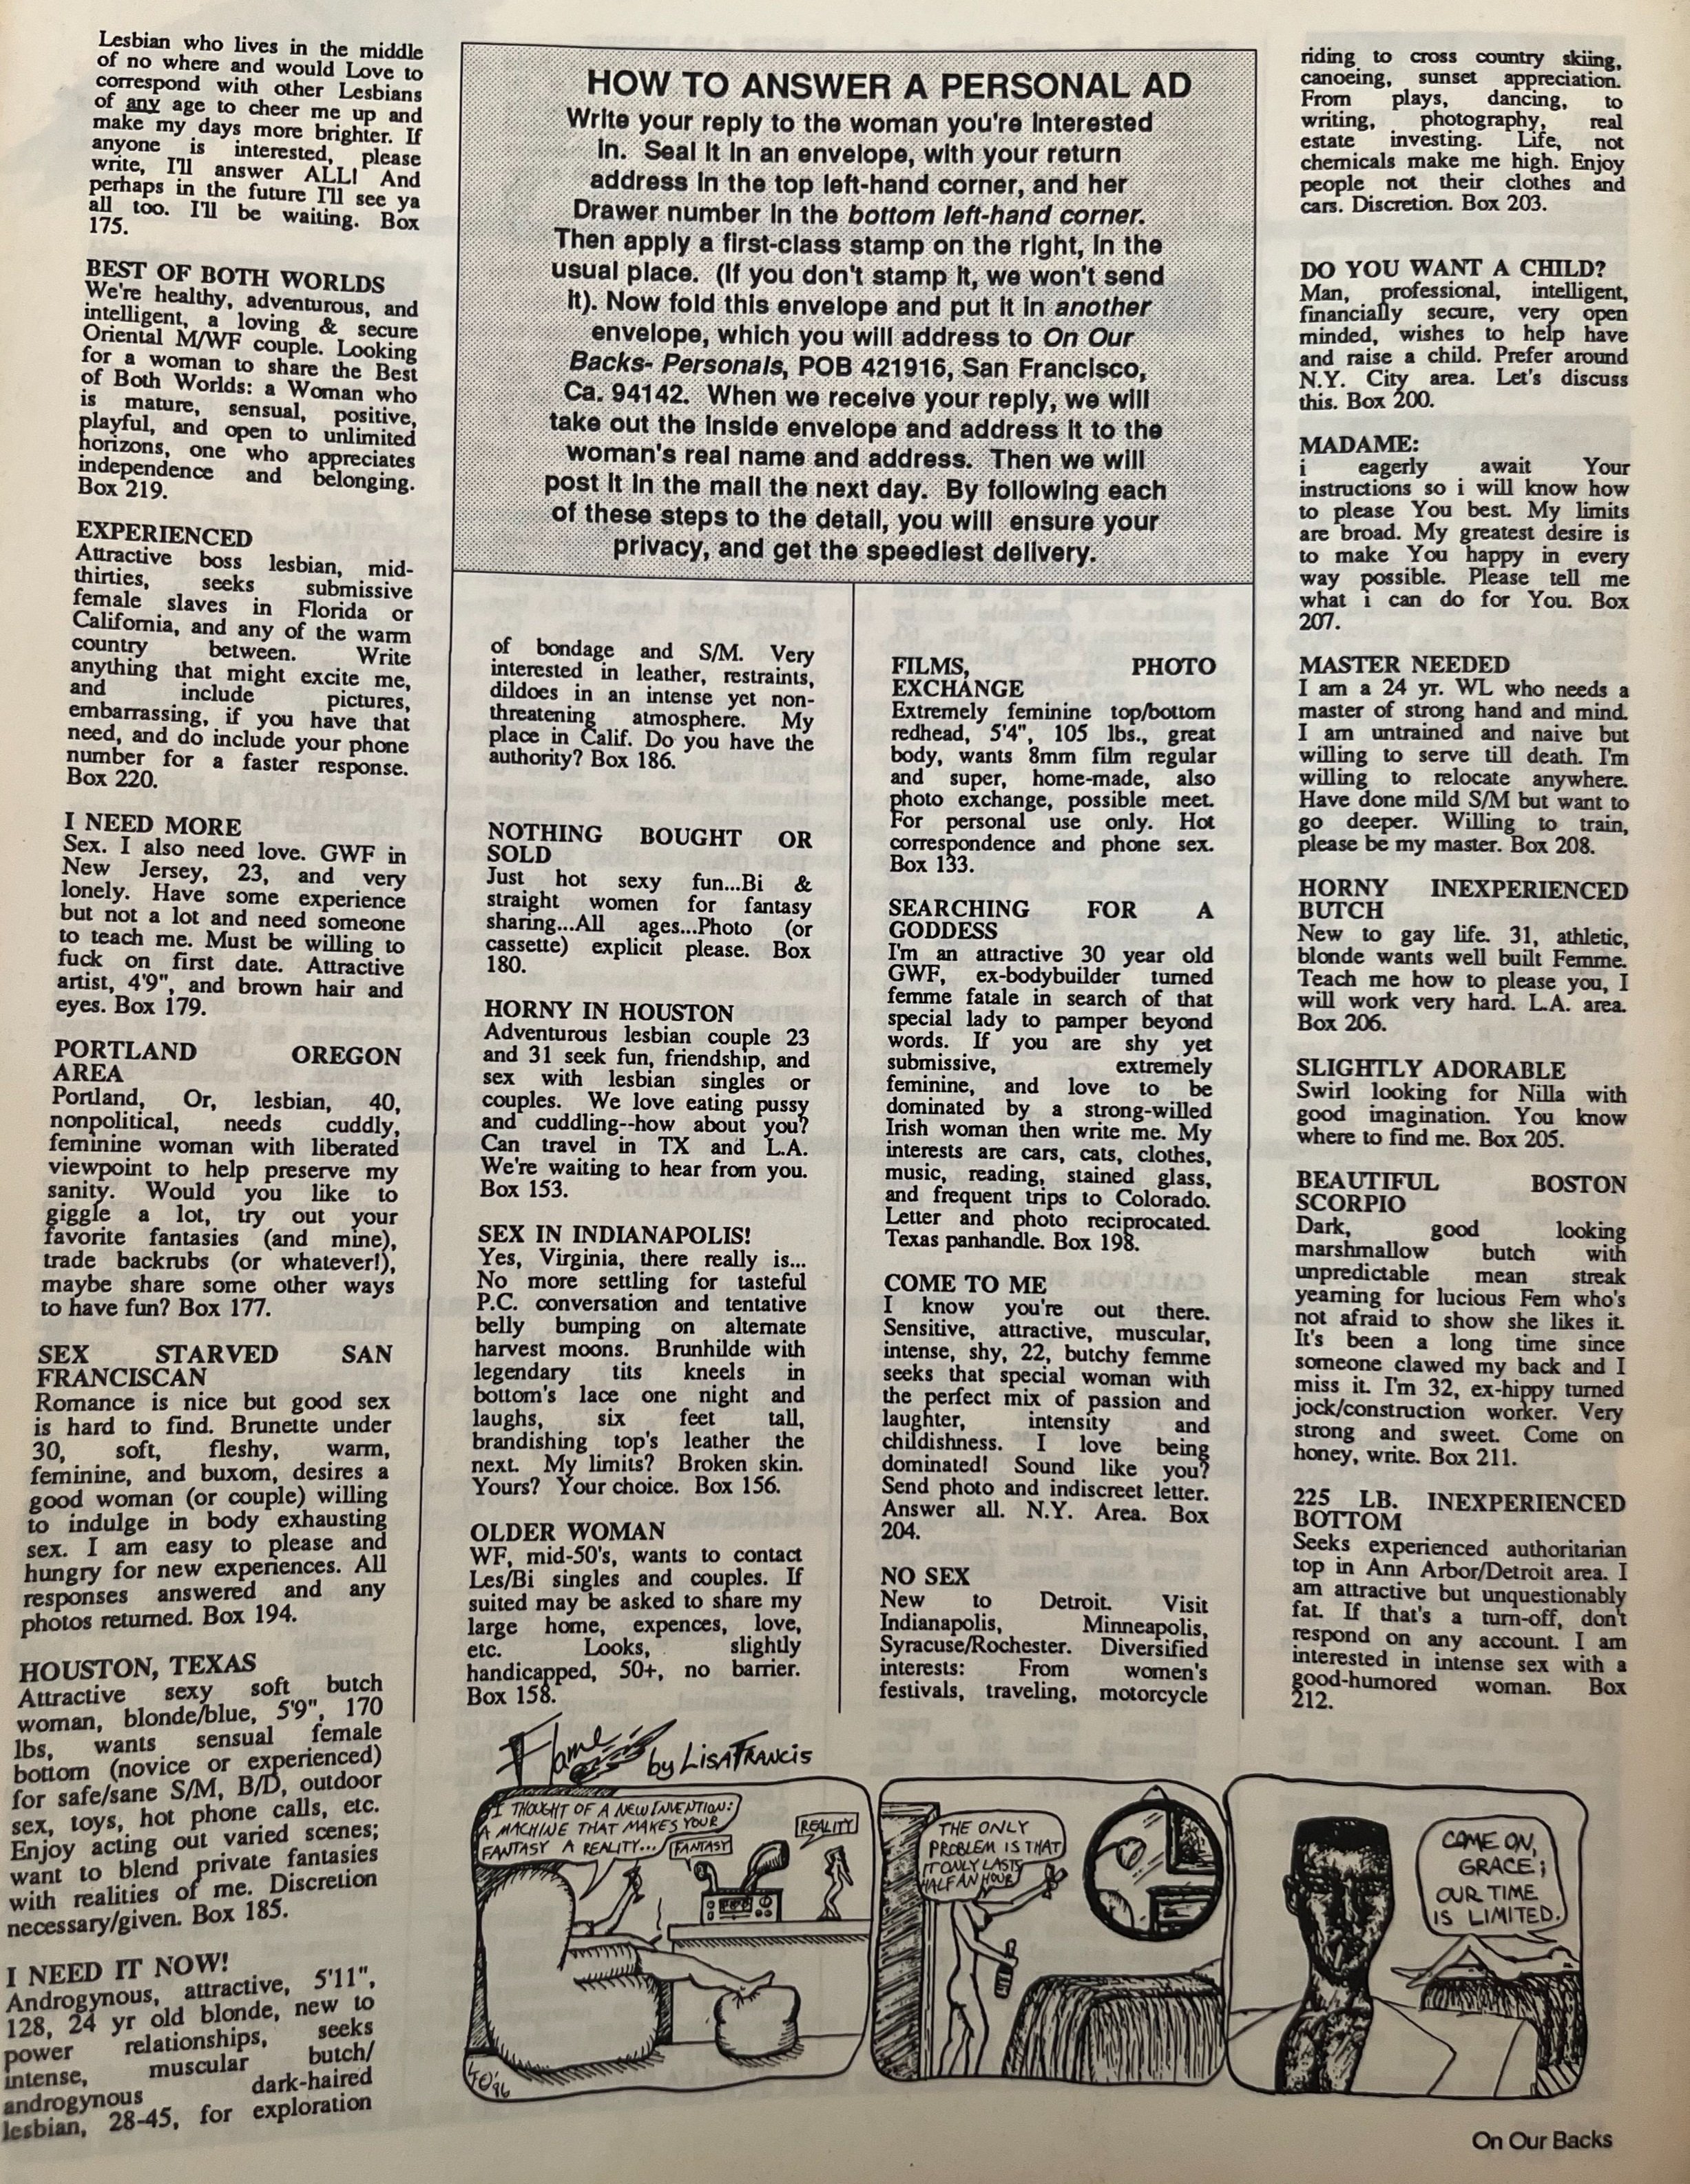 Lesbian who lives in the middle
of no where and would Love to
correspond with other Lesbians
of any age to cheer me up and
make my days more brighter. If
anyone is interested, please
write, I'll answer ALL! And
perhaps in the future I'll see ya
all too. I'll be waiting. Box
175.
BEST OF BOTH WORLDS
We're healthy, adventurous, and
intelligent, a loving & secure
Oriental M/WF couple. Looking
for a woman to share the Best
of Both Worlds: a Woman who
is mature, sensual, positive,
playful, and open to unlimited
horizons, one who appreciates
independence and belonging.
Box 219.
EXPERIENCED
Attractive boss lesbian, mid-
thirties, seeks submissive
female slaves in Florida or
California, and any of the warm
country between. Write
anything that might excite me,
and include pictures,
embarrassing, if you have that
need, and do include your phone
number for a faster response.
Box 220.
I NEED MORE
Sex. I also need love. GWF in
New Jersey, 23, and very
lonely. Have some experience
but not a lot and need someone
to teach me. Must be willing to
fuck on first date. Attractive
artist, 4'9", and brown hair and
eyes. Box 179.
PORTLAND OREGON
AREA
Portland, Or, lesbian, 40,
nonpolitical, needs cuddly,
feminine woman with liberated
viewpoint to help preserve my
sanity. Would you like to
giggle a lot, try out your
favorite fantasies (and mine),
trade backrubs (or whatever!),
maybe share some other ways
to have fun? Box 177.
SEX STARVED SAN
FRANCISCAN
Romance is nice but good sex
is hard to find. Brunette under
30, soft, fleshy, warm,
feminine, and buxom, desires a
good woman (or couple) willing
to indulge in body exhausting
sex. I am easy to please and
hungry for new experiences. All
responses answered and any
photos returned. Box 194.
HOUSTON, TEXAS
Attractive sexy soft butch
woman, blonde/blue, 5'9", 170
lbs, wants sensual female
bottom (novice or experienced)
for safe/sane S/M, B/D, outdoor
sex, toys, hot phone calls, etc.
Enjoy acting out varied scenes;
want to blend private fantasies
with realities of me. Discretion
necessary/given. Box 185.
I NEED IT NOW!
Androgynous, attractive, 5'11",
128, 24 yr old blonde, new to
power relationships, seeks
intense, muscular butch/
androgynous dark-haired
lesbian, 28-45, for exploration
HOW TO ANSWER A PERSONAL AD
Write your reply to the woman you're interested
in. Seal it in an envelope, with your return
address in the top left-hand corner, and her
Drawer number in the bottom left-hand corner.
Then apply a first-class stamp on the right, in the
usual place. (If you don't stamp it, we won't send
it). Now fold this envelope and put it in another
envelope, which you will address to On Our
Backs- Personals, POB 421916, San Francisco,
Ca. 94142. When we receive your reply, we will
take out the inside envelope and address it to the
woman's real name and address. Then we will
post it in the mail the next day. By following each
of these steps to the detail, you will ensure your
privacy, and get the speediest delivery.
of bondage and S/M. Very
interested in leather, restraints,
dildoes in an intense yet non-
threatening atmosphere. My
place in Calif. Do you have the
authority? Box 186.
NOTHING BOUGHT OR
SOLD
Just hot sexy fun...Bi &
straight women for fantasy
sharing...All ages...Photo (or
cassette) explicit please. Box
180.
HORNY IN HOUSTON
Adventurous lesbian couple 23
and 31 seek fun, friendship, and
sex with lesbian singles or
couples. We love eating pussy
and cuddling--how about you?
Can travel in TX and L.A.
We're waiting to hear from you.
Box 153.
SEX IN INDIANAPOLIS!
Yes, Virginia, there really is...
No more settling for tasteful
P.C. conversation and tentative
belly bumping on alternate
harvest moons. Brunhilde with
legendary tits kneels in
bottom's lace one night and
laughs, six feet tall,
brandishing top's leather the
next. My limits? Broken skin.
Yours? Your choice. Box 156.
OLDER WOMAN
WF, mid-50's, wants to contact
Les/Bi singles and couples. If
suited may be asked to share my
large home, expences, love,
etc. Looks, slightly
handicapped, 50+, no barrier.
Box 158.
FILMS, PHOTO
EXCHANGE
Extremely feminine top/bottom
redhead, 5'4", 105 lbs., great
body, wants 8mm film regular
and super, home-made, also
photo exchange, possible meet.
For personal use only. Hot
correspondence and phone sex.
Box 133.
SEARCHING FOR A
GODDESS
I'm an attractive 30 year old
GWF, ex-bodybuilder turned
femme fatale in search of that
special lady to pamper beyond
words. If you are shy yet
submissive, extremely
feminine, and love to be
dominated by a strong-willed
Irish woman then write me. My
interests are cars, cats, clothes,
music, reading, stained glass,
and frequent trips to Colorado.
Letter and photo reciprocated.
Texas panhandle. Box 198.
COME TO ME
I know you're out there.
Sensitive, attractive, muscular,
intense, shy, 22, butchy femme
seeks that special woman with
the perfect mix of passion and
laughter, intensity and
childishness. I love being
dominated! Sound like you?
Send photo and indiscreet letter.
Answer all. N.Y. Area. Box
204.
NO SEX
New to Detroit. Visit
Indianapolis, Minneapolis,
Syracuse/Rochester. Diversified
interests: From women's
festivals, traveling, motorcycle
riding to cross country skiing,
canoeing, sunset appreciation.
From plays, dancing, to
writing, photography, real
estate investing. Life, not
chemicals make me high. Enjoy
people not their clothes and
cars. Discretion. Box 203.
DO YOU WANT A CHILD?
Man, professional, intelligent,
financially secure, very open
minded, wishes to help have
and raise a child. Prefer around
N.Y. City area. Let's discuss
this. Box 200.
MADAME:
i eagerly await Your
instructions so i will know how
to please You best. My limits
are broad. My greatest desire is
to make You happy in every
way possible. Please tell me
what i can do for You. Box
207.
MASTER NEEDED
I am a 24 yr. WL who needs a
master of strong hand and mind.
I am untrained and naive but
willing to serve till death. I'm
willing to relocate anywhere.
Have done mild S/M but want to
go deeper. Willing to train,
please be my master. Box 208.
HORNY INEXPERIENCED
BUTCH
New to gay life. 31, athletic,
blonde wants well built Femme.
Teach me how to please you, I
will work very hard. L.A. area.
Box 206.
SLIGHTLY ADORABLE
Swirl looking for Nilla with
good imagination. You know
where to find me. Box 205.
BEAUTIFUL BOSTON
SCORPIO
Dark, good looking
marshmallow butch with
unpredictable mean streak
yearning for lucious Fem who's
not afraid to show she likes it.
It's been a long time since
someone clawed my back and I
miss it. I'm 32, ex-hippy turned
jock/construction worker. Very
strong and sweet. Come on
honey, write. Box 211.
225 LB. INEXPERIENCED
BOTTOM
Seeks experienced authoritarian
top in Ann Arbor/Detroit area. I
am attractive but unquestionably
fat. If that's a turn-off, don't
respond on any account. I am
interested in intense sex with a
good-humored woman. Box
212.
Flame by LISA FRANCIS
I THOUGHT OF A NEW INVENTION:
A MACHINE THAT MAKES YOUR
FANTASY A REALITY...
FANTASY
REALITY
THE ONLY
PROBLEM IS THAT
IT ONLY LASTS
HALF AN HOUR
COME ON,
GRACE;
OUR TIME
IS LIMITED.
On Our Backs